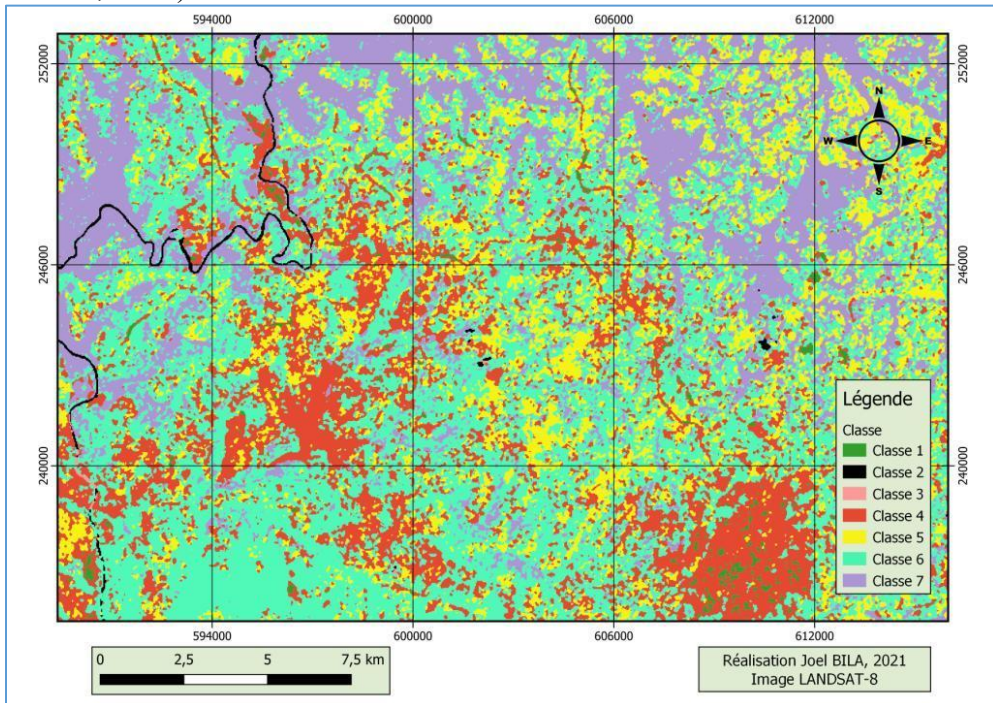 594000 600000 606000 612000
252000 252000
N
W E
S
246000 246000
Légende
Classe
Classe 1
Classe 2
Classe 3
Classe 4
Classe 5
Classe 6
Classe 7
240000 240000
594000 600000 606000 612000
0 2,5 5 7,5 km
Réalisation Joel BILA, 2021
Image LANDSAT-8